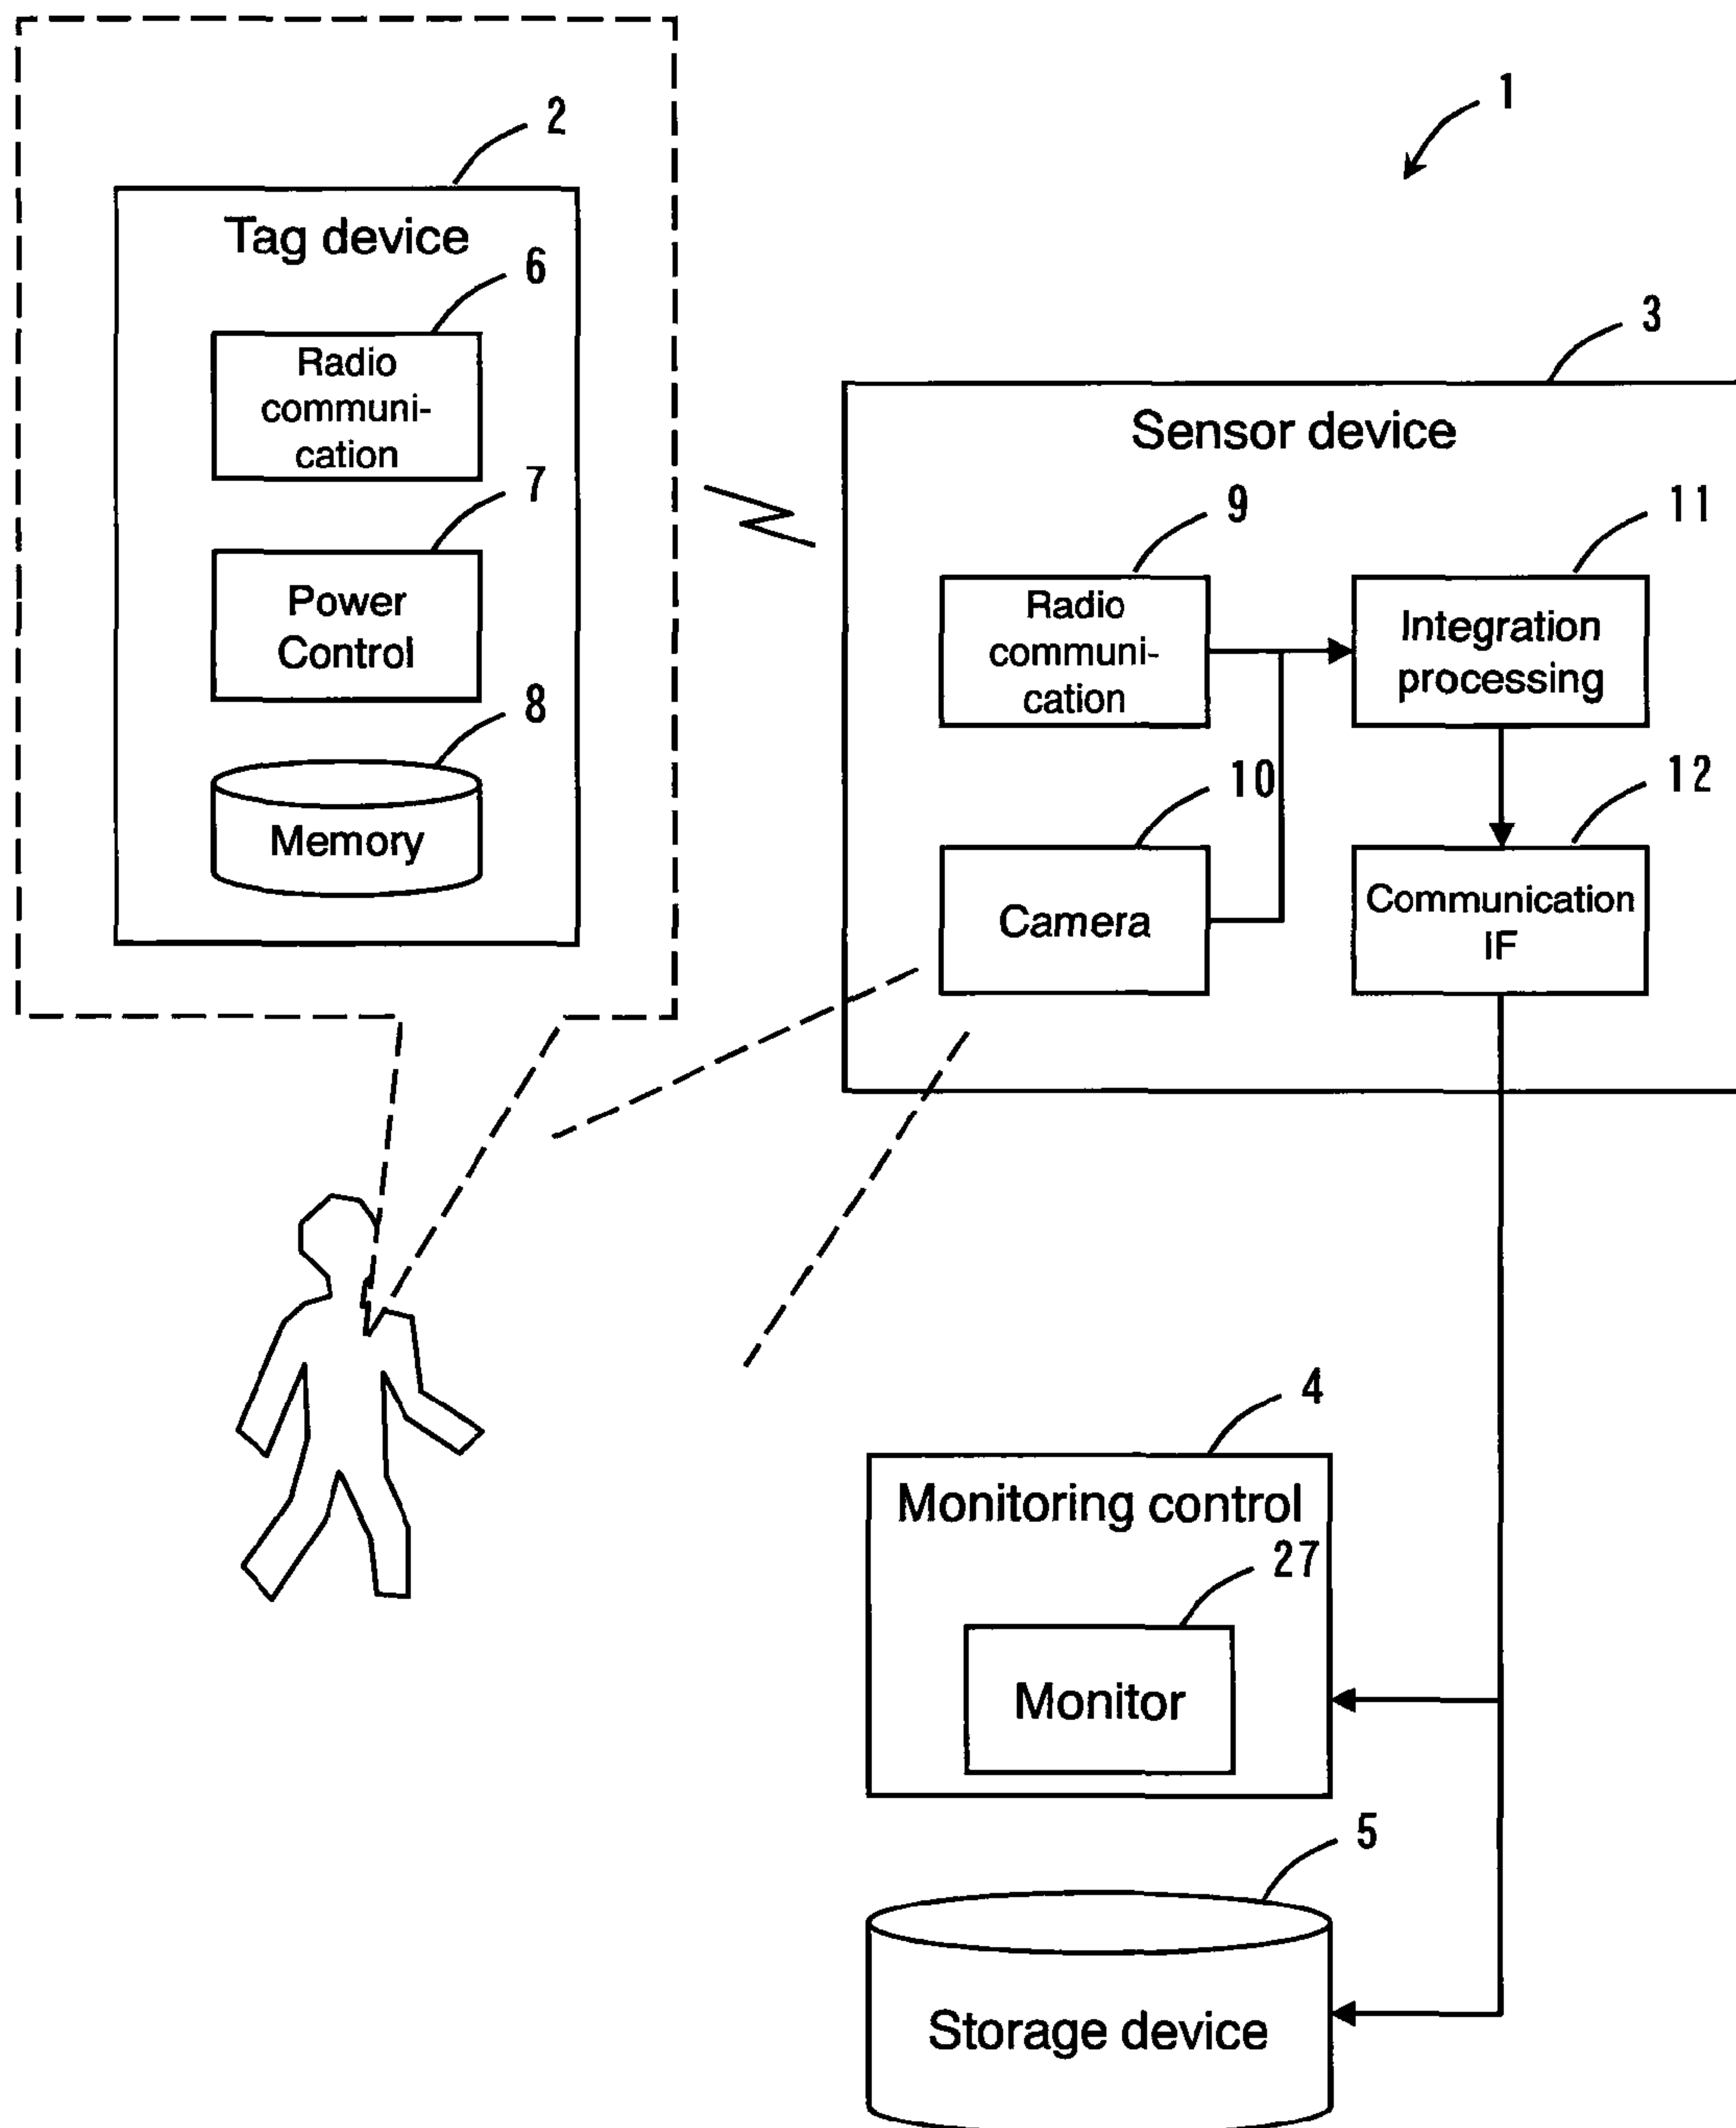 1
2
Tag device
6
Radio
communi-
cation
7
Power
Control
8
Memory
3
Sensor device
9
Radio
communi-
cation
11
Integration
processing
10
Camera
12
Communication
IF
4
Monitoring control
27
Monitor
5
Storage device